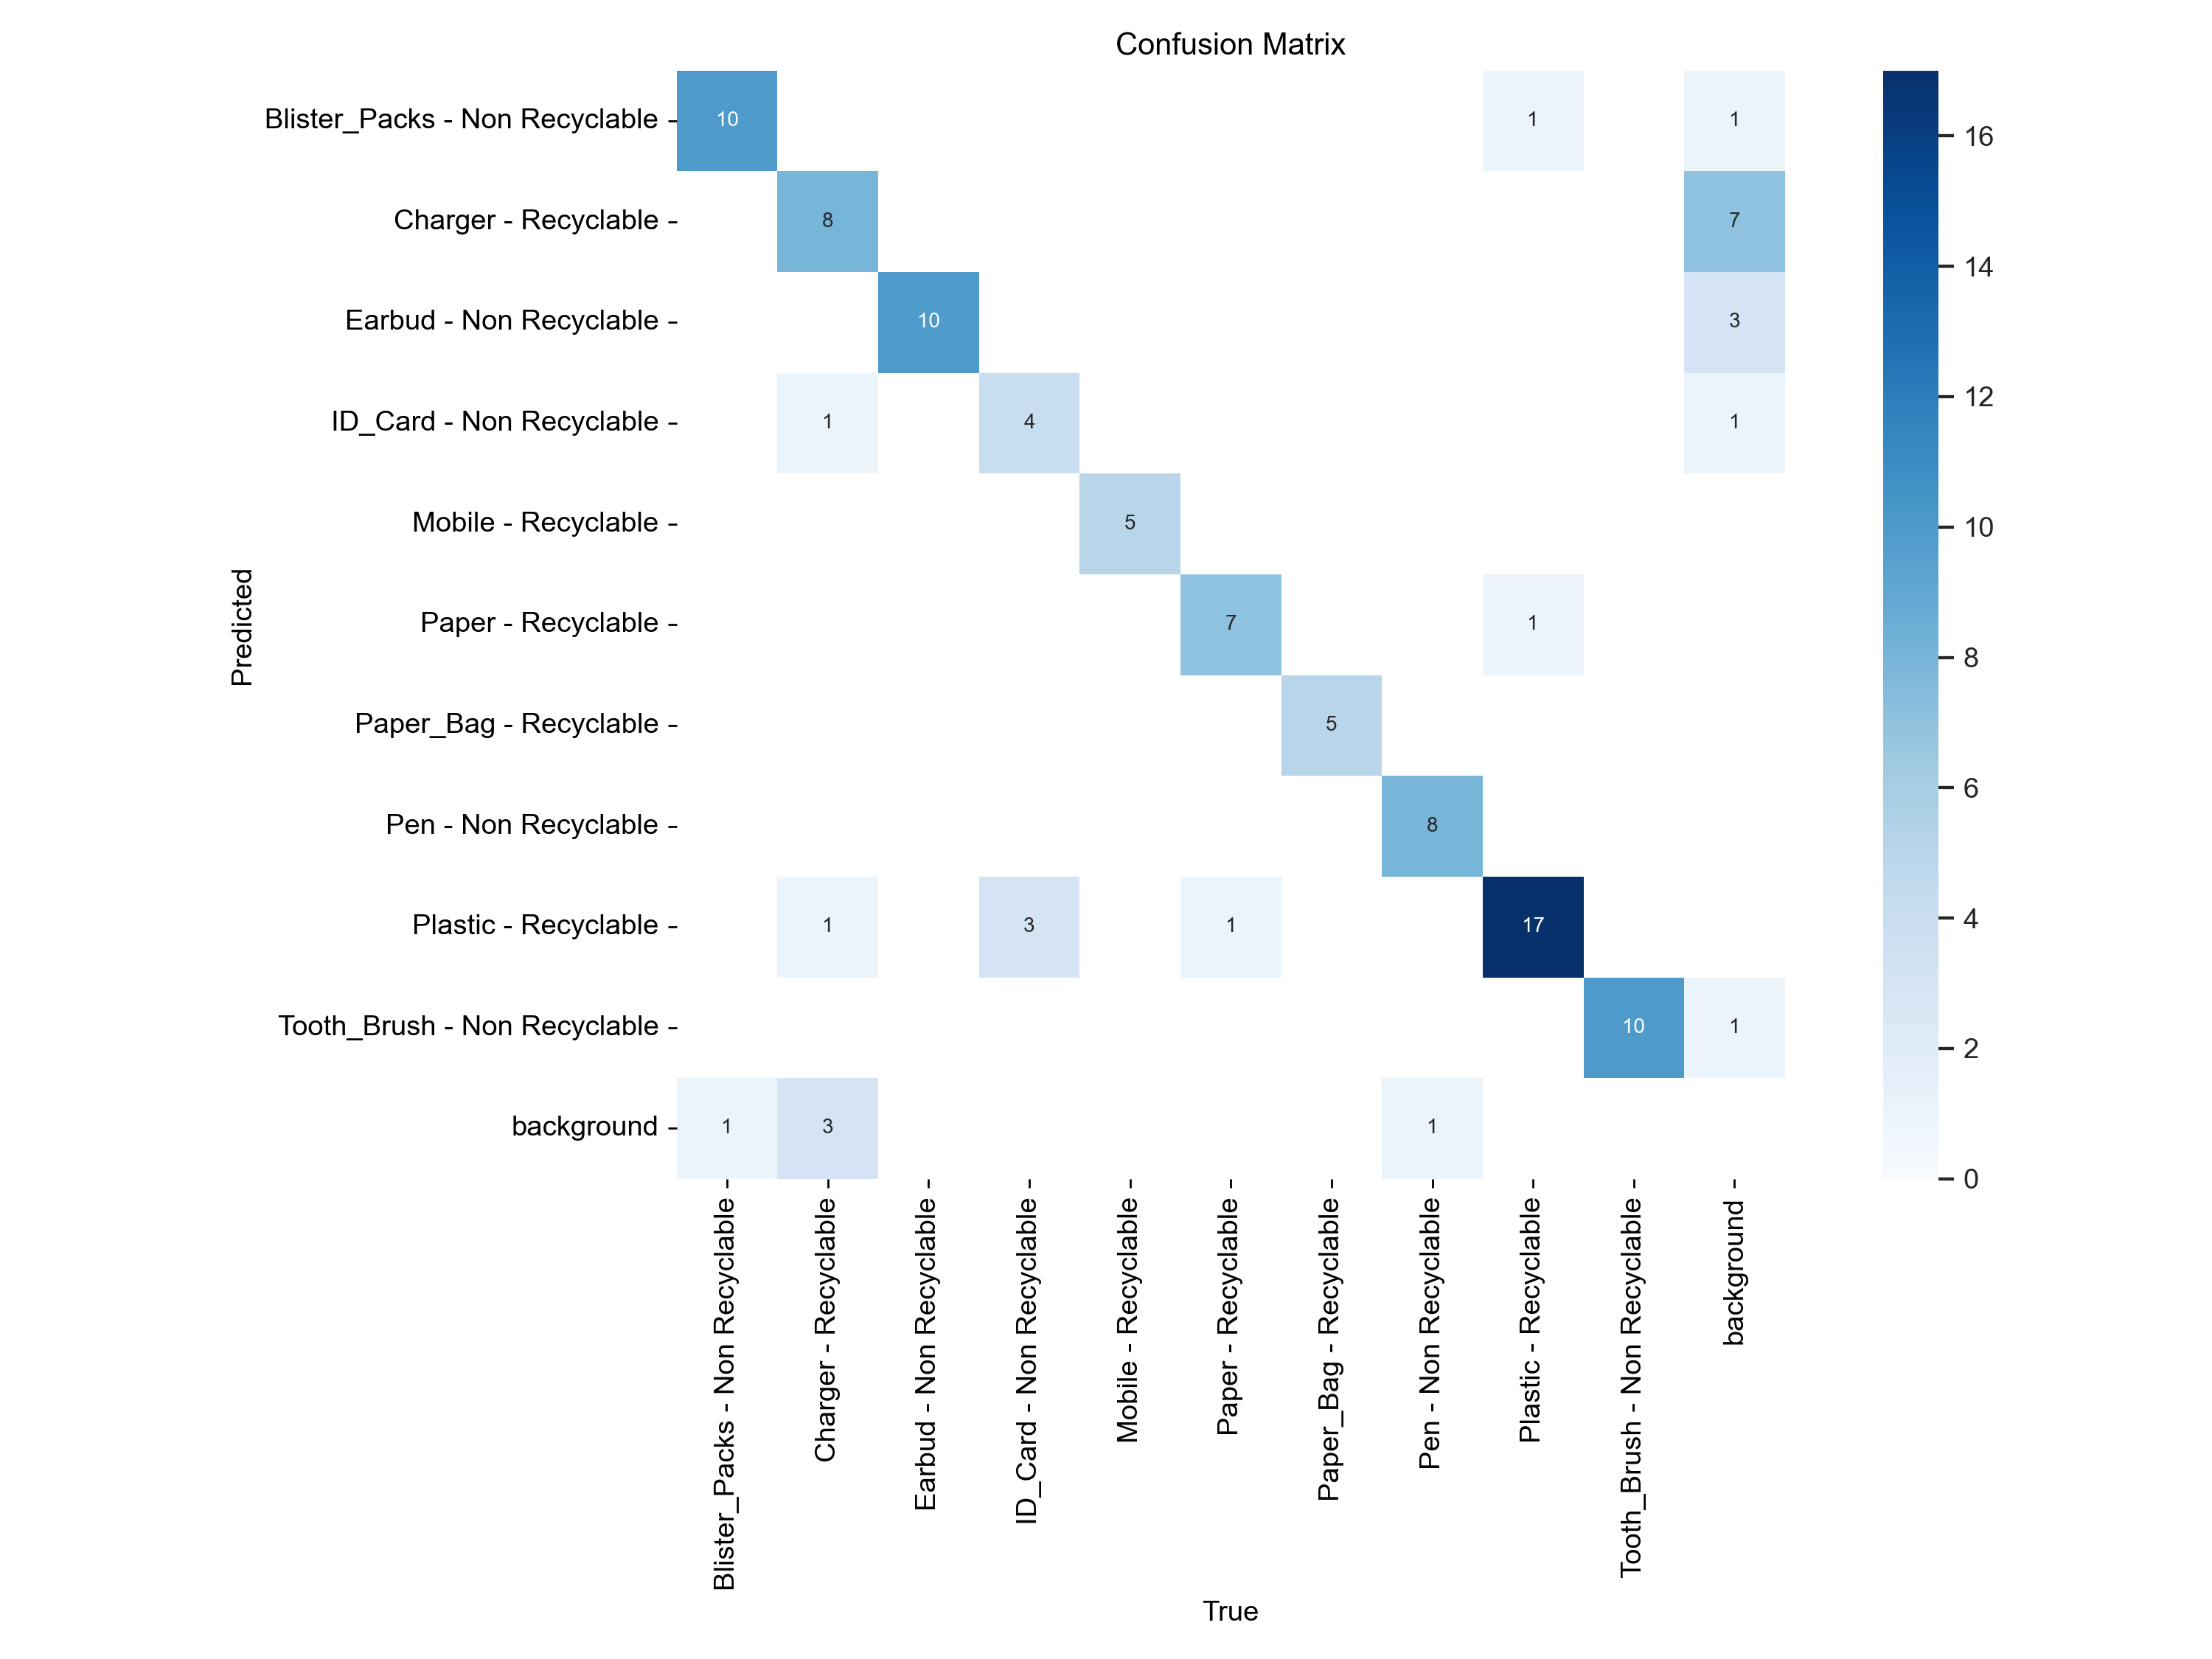 Confusion Matrix
Blister_Packs - Non Recyclable
10
1
1
Charger - Recyclable
8
7
Earbud - Non Recyclable
10
3
ID_Card - Non Recyclable
1
4
1
Mobile - Recyclable
5
Paper - Recyclable
7
1
Paper_Bag - Recyclable
5
Pen - Non Recyclable
8
Plastic - Recyclable
1
3
1
17
Tooth_Brush - Non Recyclable
10
1
background
1
3
1
Predicted
Blister_Packs - Non Recyclable
Charger - Recyclable
Earbud - Non Recyclable
ID_Card - Non Recyclable
Mobile - Recyclable
Paper - Recyclable
Paper_Bag - Recyclable
Pen - Non Recyclable
Plastic - Recyclable
Tooth_Brush - Non Recyclable
background
True
16
14
12
10
8
6
4
2
0